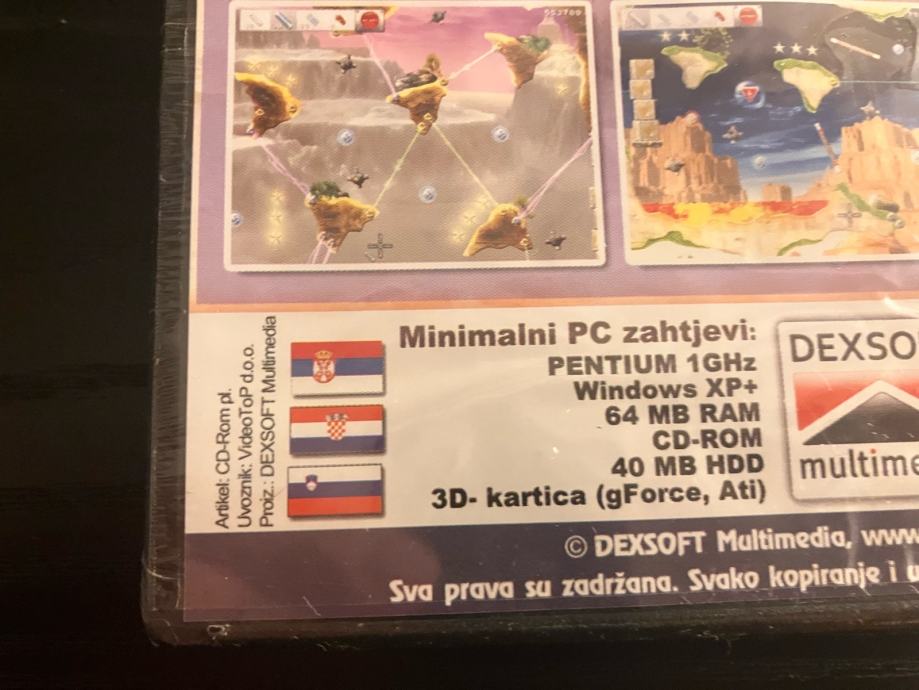 Minimalni PC zahtjevi:
PENTIUM 1GHz
Windows XP+
64 MB RAM
CD-ROM
40 MB HDD
3D- kartica (gForce, Ati)
Artikel: CD-Rom pl.
Uvoznik: VideoToP d.o.o.
Proiz.: DEXSOFT Multimedia
DEXSO
multime
© DEXSOFT Multimedia, www
Sva prava su zadržana. Svako kopiranje i u